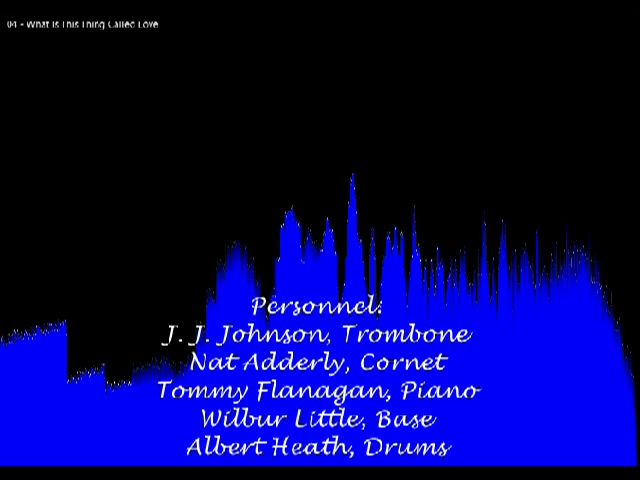 04 - What Is This Thing Called Love
Personnel:
J. J. Johnson, Trombone
Nat Adderly, Cornet
Tommy Flanagan, Piano
Wilbur Little, Base
Albert Heath, Drums